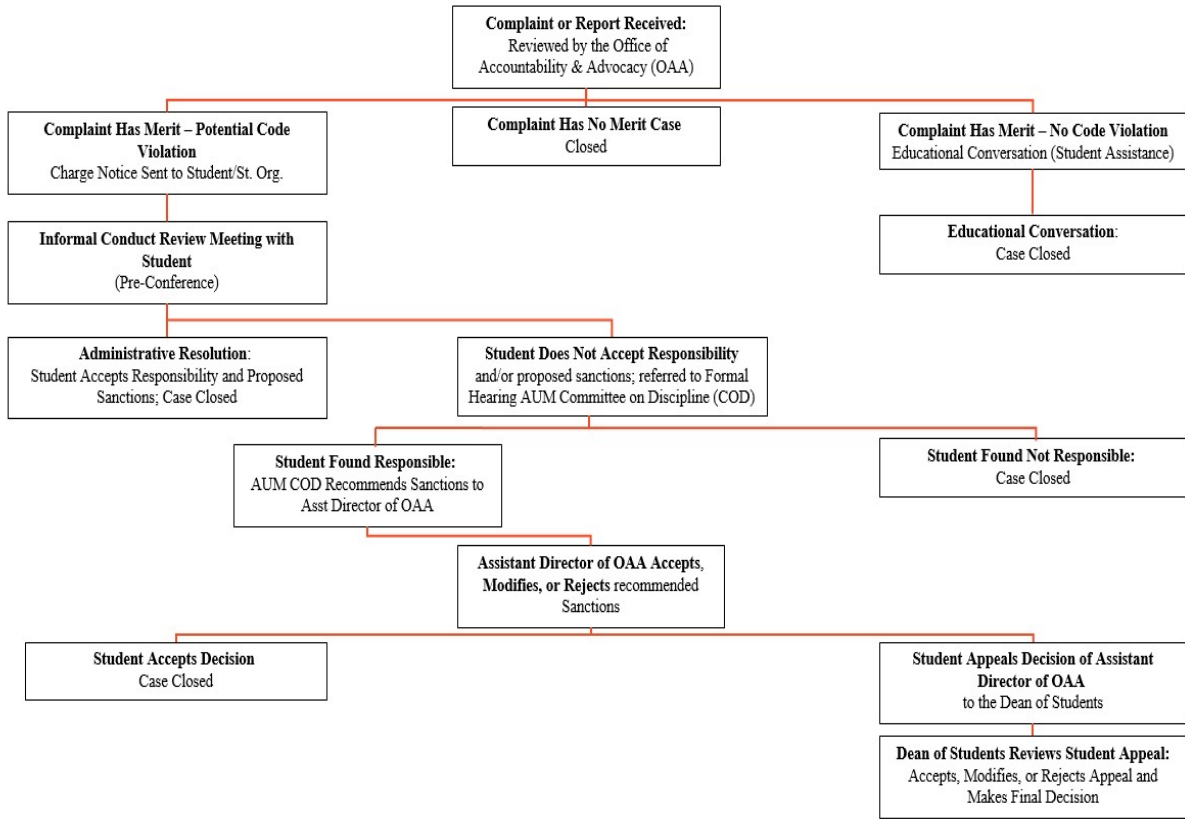 Complaint or Report Received:
Reviewed by the Office of
Accountability & Advocacy (OAA)
Complaint Has Merit – Potential Code
Violation
Charge Notice Sent to Student/St. Org.
Complaint Has No Merit Case
Closed
Complaint Has Merit – No Code Violation
Educational Conversation (Student Assistance)
Informal Conduct Review Meeting with
Student
(Pre-Conference)
Educational Conversation:
Case Closed
Administrative Resolution:
Student Accepts Responsibility and Proposed
Sanctions; Case Closed
Student Does Not Accept Responsibility
and/or proposed sanctions; referred to Formal
Hearing AUM Committee on Discipline (COD)
Student Found Responsible:
AUM COD Recommends Sanctions to
Asst Director of OAA
Student Found Not Responsible:
Case Closed
Assistant Director of OAA Accepts,
Modifies, or Rejects recommended
Sanctions
Student Accepts Decision
Case Closed
Student Appeals Decision of Assistant
Director of OAA
to the Dean of Students
Dean of Students Reviews Student Appeal:
Accepts, Modifies, or Rejects Appeal and
Makes Final Decision